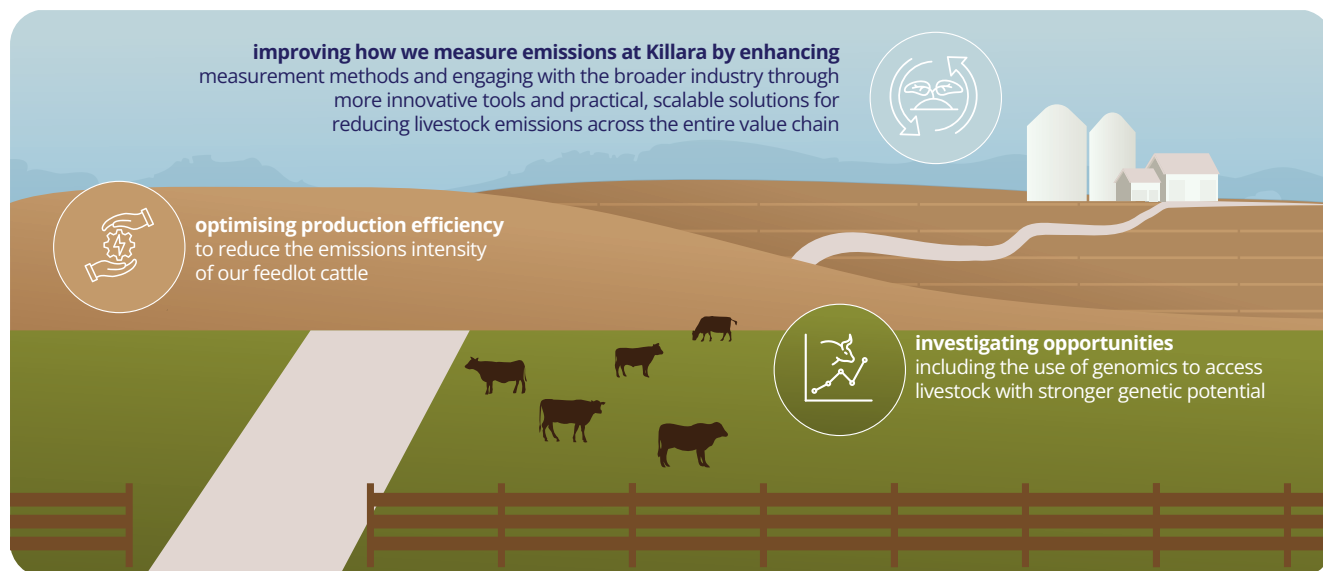 improving how we measure emissions at Killara by enhancing
measurement methods and engaging with the broader industry through
more innovative tools and practical, scalable solutions for
reducing livestock emissions across the entire value chain
optimising production efficiency
to reduce the emissions intensity
of our feedlot cattle
investigating opportunities
including the use of genomics to access
livestock with stronger genetic potential